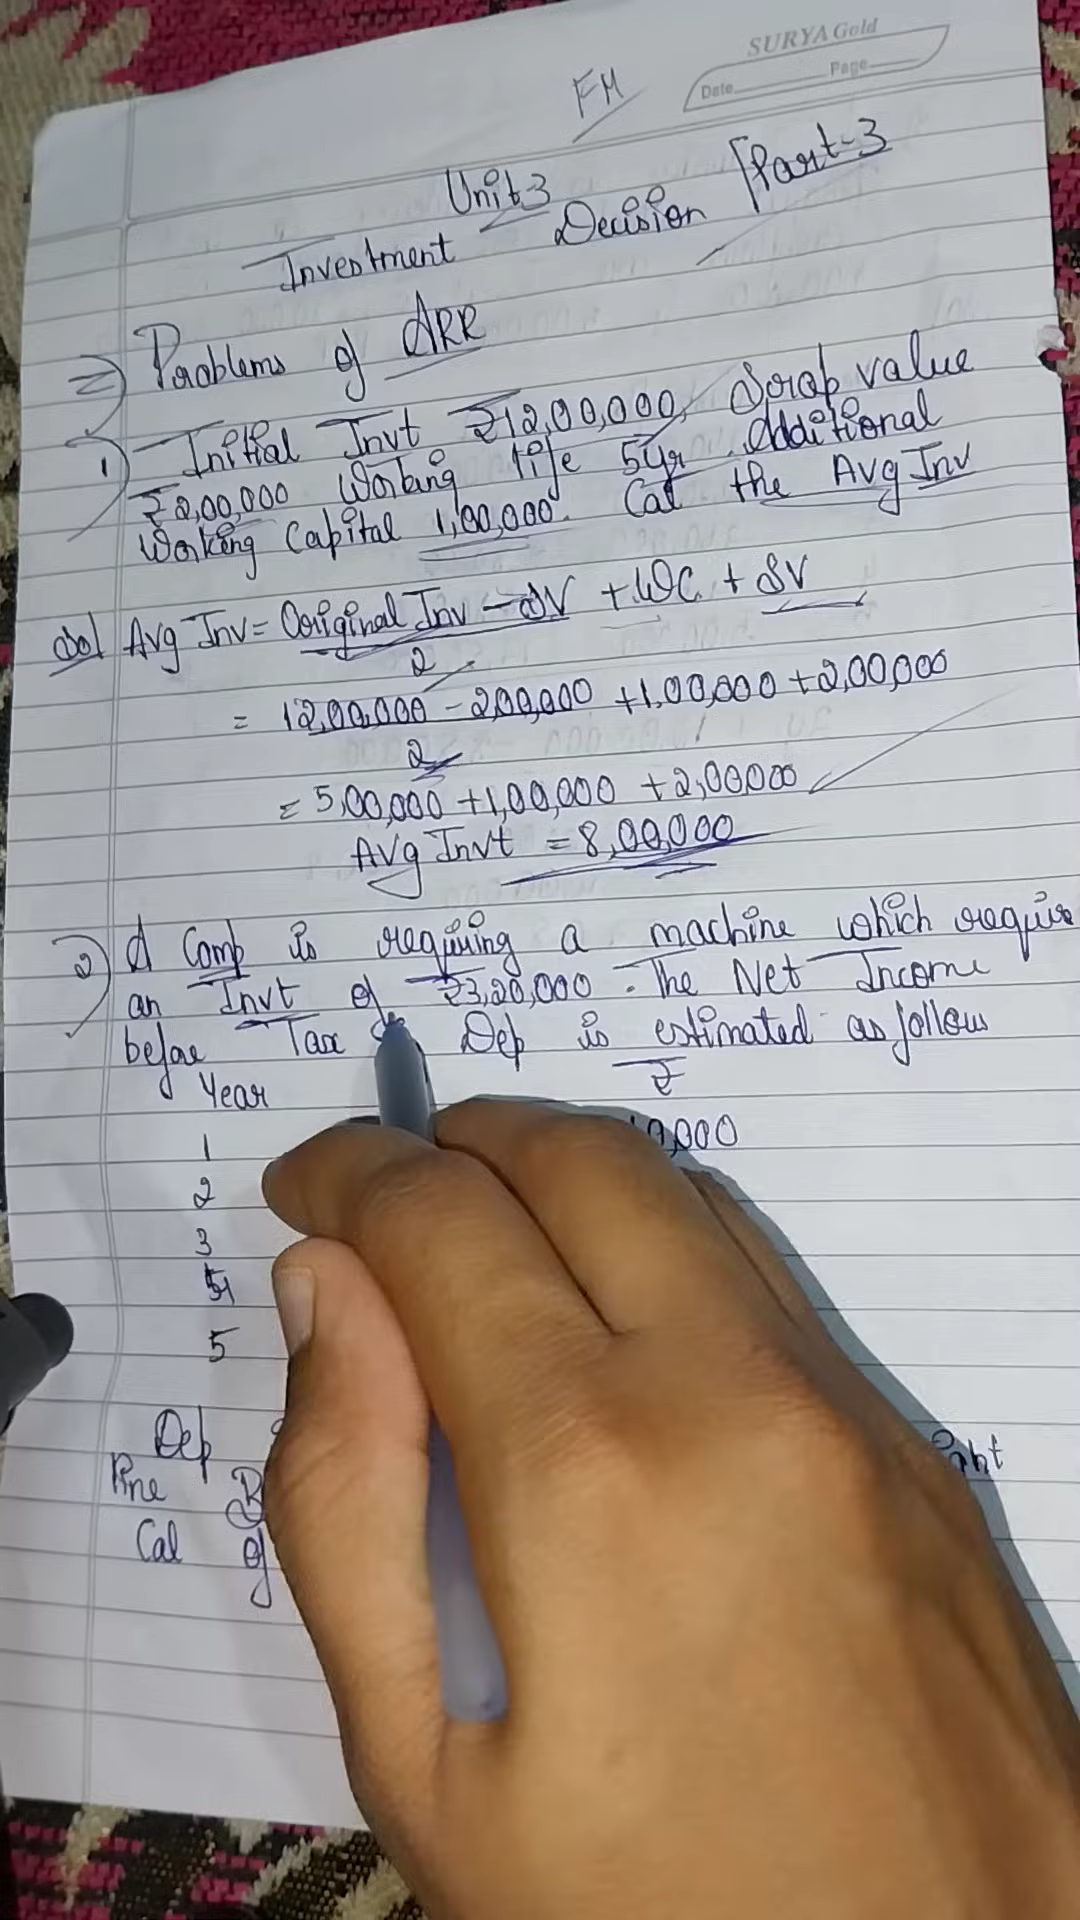 SURYA Gold
Date Page
FM
Unit 3
Investment Decision Part-3
Problems of ARR
1) Initial Invt ₹12,00,000, Scrap value
₹2,00,000 Working life 5yr. Additional
Working Capital 1,00,000. Cal the Avg Inv
Sol Avg Inv = Original Inv - SV + WC + SV
2
= 12,00,000 - 2,00,000 + 1,00,000 + 2,00,000
2
= 5,00,000 + 1,00,000 + 2,00,000
Avg Invt = 8,00,000
2) A Comp is requiring a machine which require
an Invt of ₹3,20,000. The Net Income
before Tax Dep is estimated as follow
Year ₹
1 0,000
2
3
4
5
Dep
line
Cal of